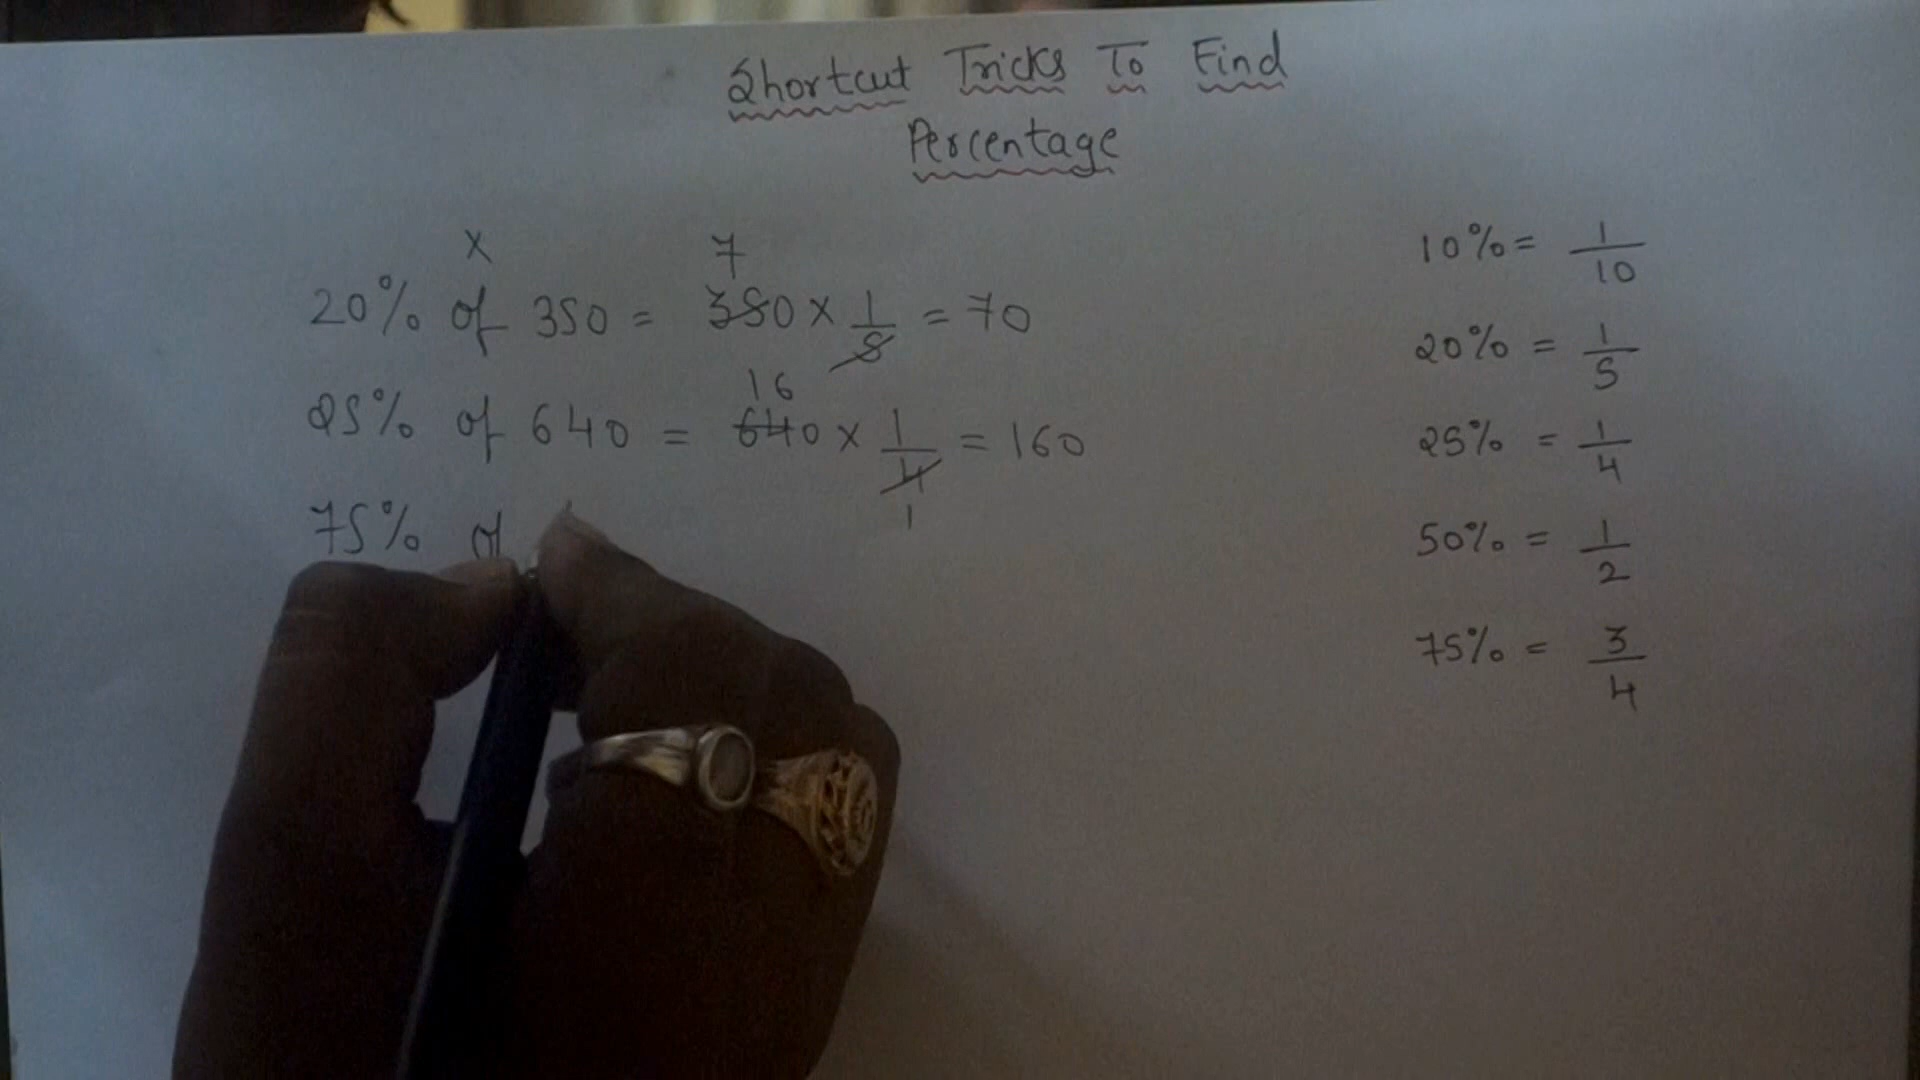 Shortcut Tricks To Find
Percentage
x 7
20% of 350 = 350 x 1/5 = 70
16
25% of 640 = 640 x 1/4 = 160
1
75% of
10% = 1/10
20% = 1/5
25% = 1/4
50% = 1/2
75% = 3/4